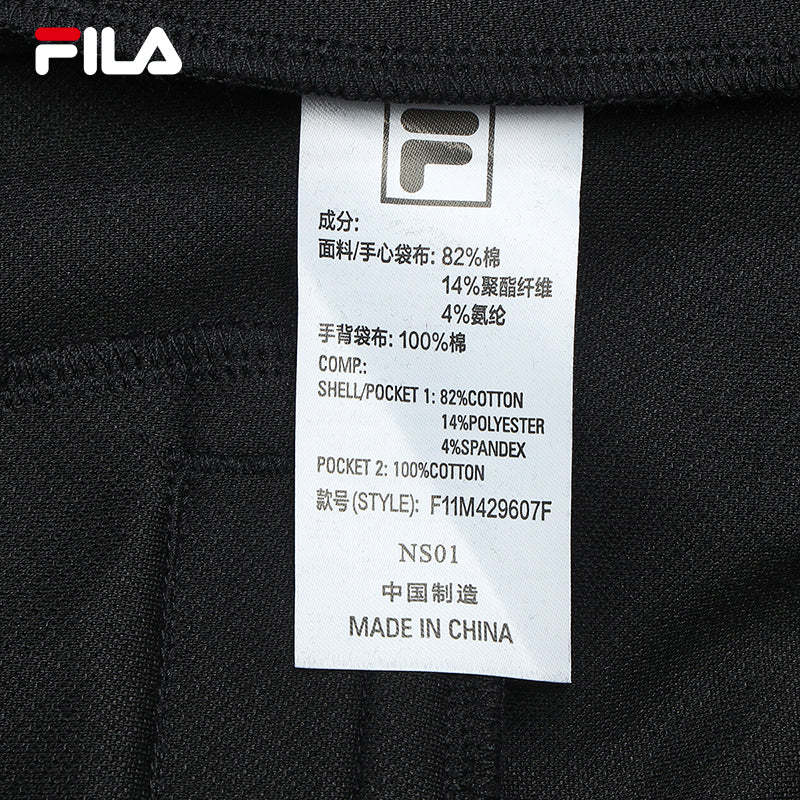 FILA
成分:
面料/手心袋布: 82%棉
14%聚酯纤维
4%氨纶
手背袋布: 100%棉
COMP.:
SHELL/POCKET 1: 82%COTTON
14%POLYESTER
4%SPANDEX
POCKET 2: 100%COTTON
款号(STYLE): F11M429607F
NS01
中国制造
MADE IN CHINA